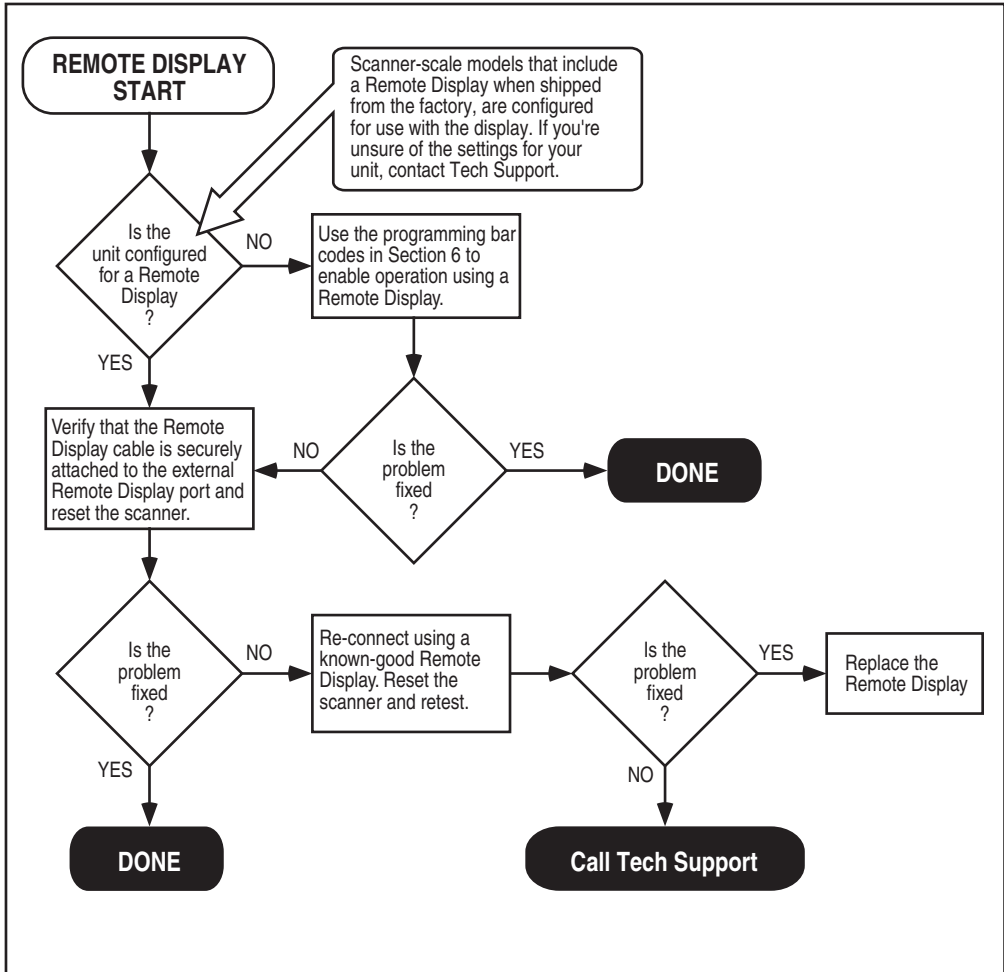 REMOTE DISPLAY
START
Scanner-scale models that include
a Remote Display when shipped
from the factory, are configured
for use with the display. If you're
unsure of the settings for your
unit, contact Tech Support.
Is the
unit configured
for a Remote
Display
?
NO
Use the programming bar
codes in Section 6 to
enable operation using a
Remote Display.
YES
Verify that the Remote
Display cable is securely
attached to the external
Remote Display port and
reset the scanner.
NO
Is the
problem
fixed
?
YES
DONE
Is the
problem
fixed
?
NO
Re-connect using a
known-good Remote
Display. Reset the
scanner and retest.
Is the
problem
fixed
?
YES
Replace the
Remote Display
YES
NO
DONE
Call Tech Support